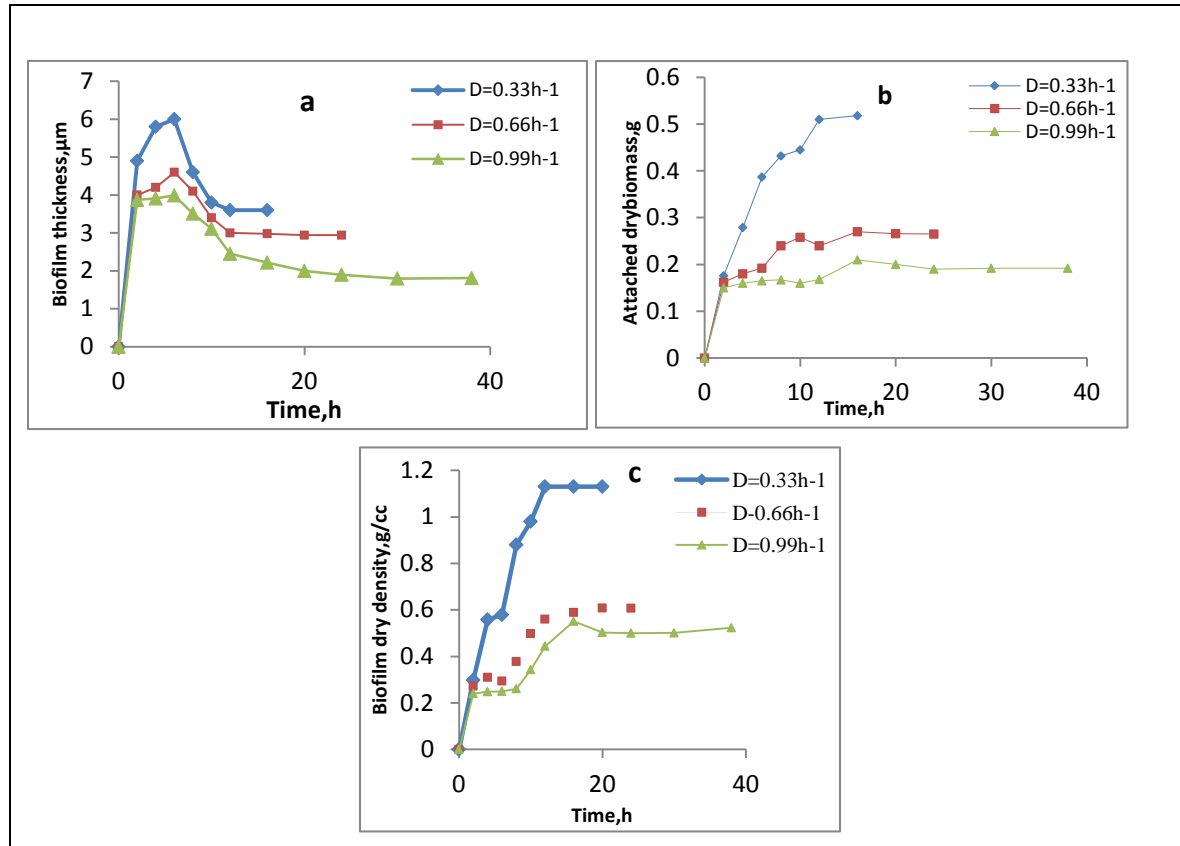 a
7
6
5
4
3
2
1
0
Biofilm thickness,µm
0
20
40
Time,h
D=0.33h-1
D=0.66h-1
D=0.99h-1
b
0.6
0.5
0.4
0.3
0.2
0.1
0
Attached drybiomass,g
0
10
20
30
40
Time,h
D=0.33h-1
D=0.66h-1
D=0.99h-1
c
1.2
1
0.8
0.6
0.4
0.2
0
Biofilm dry density,g/cc
0
20
40
Time,h
D=0.33h-1
D-0.66h-1
D=0.99h-1